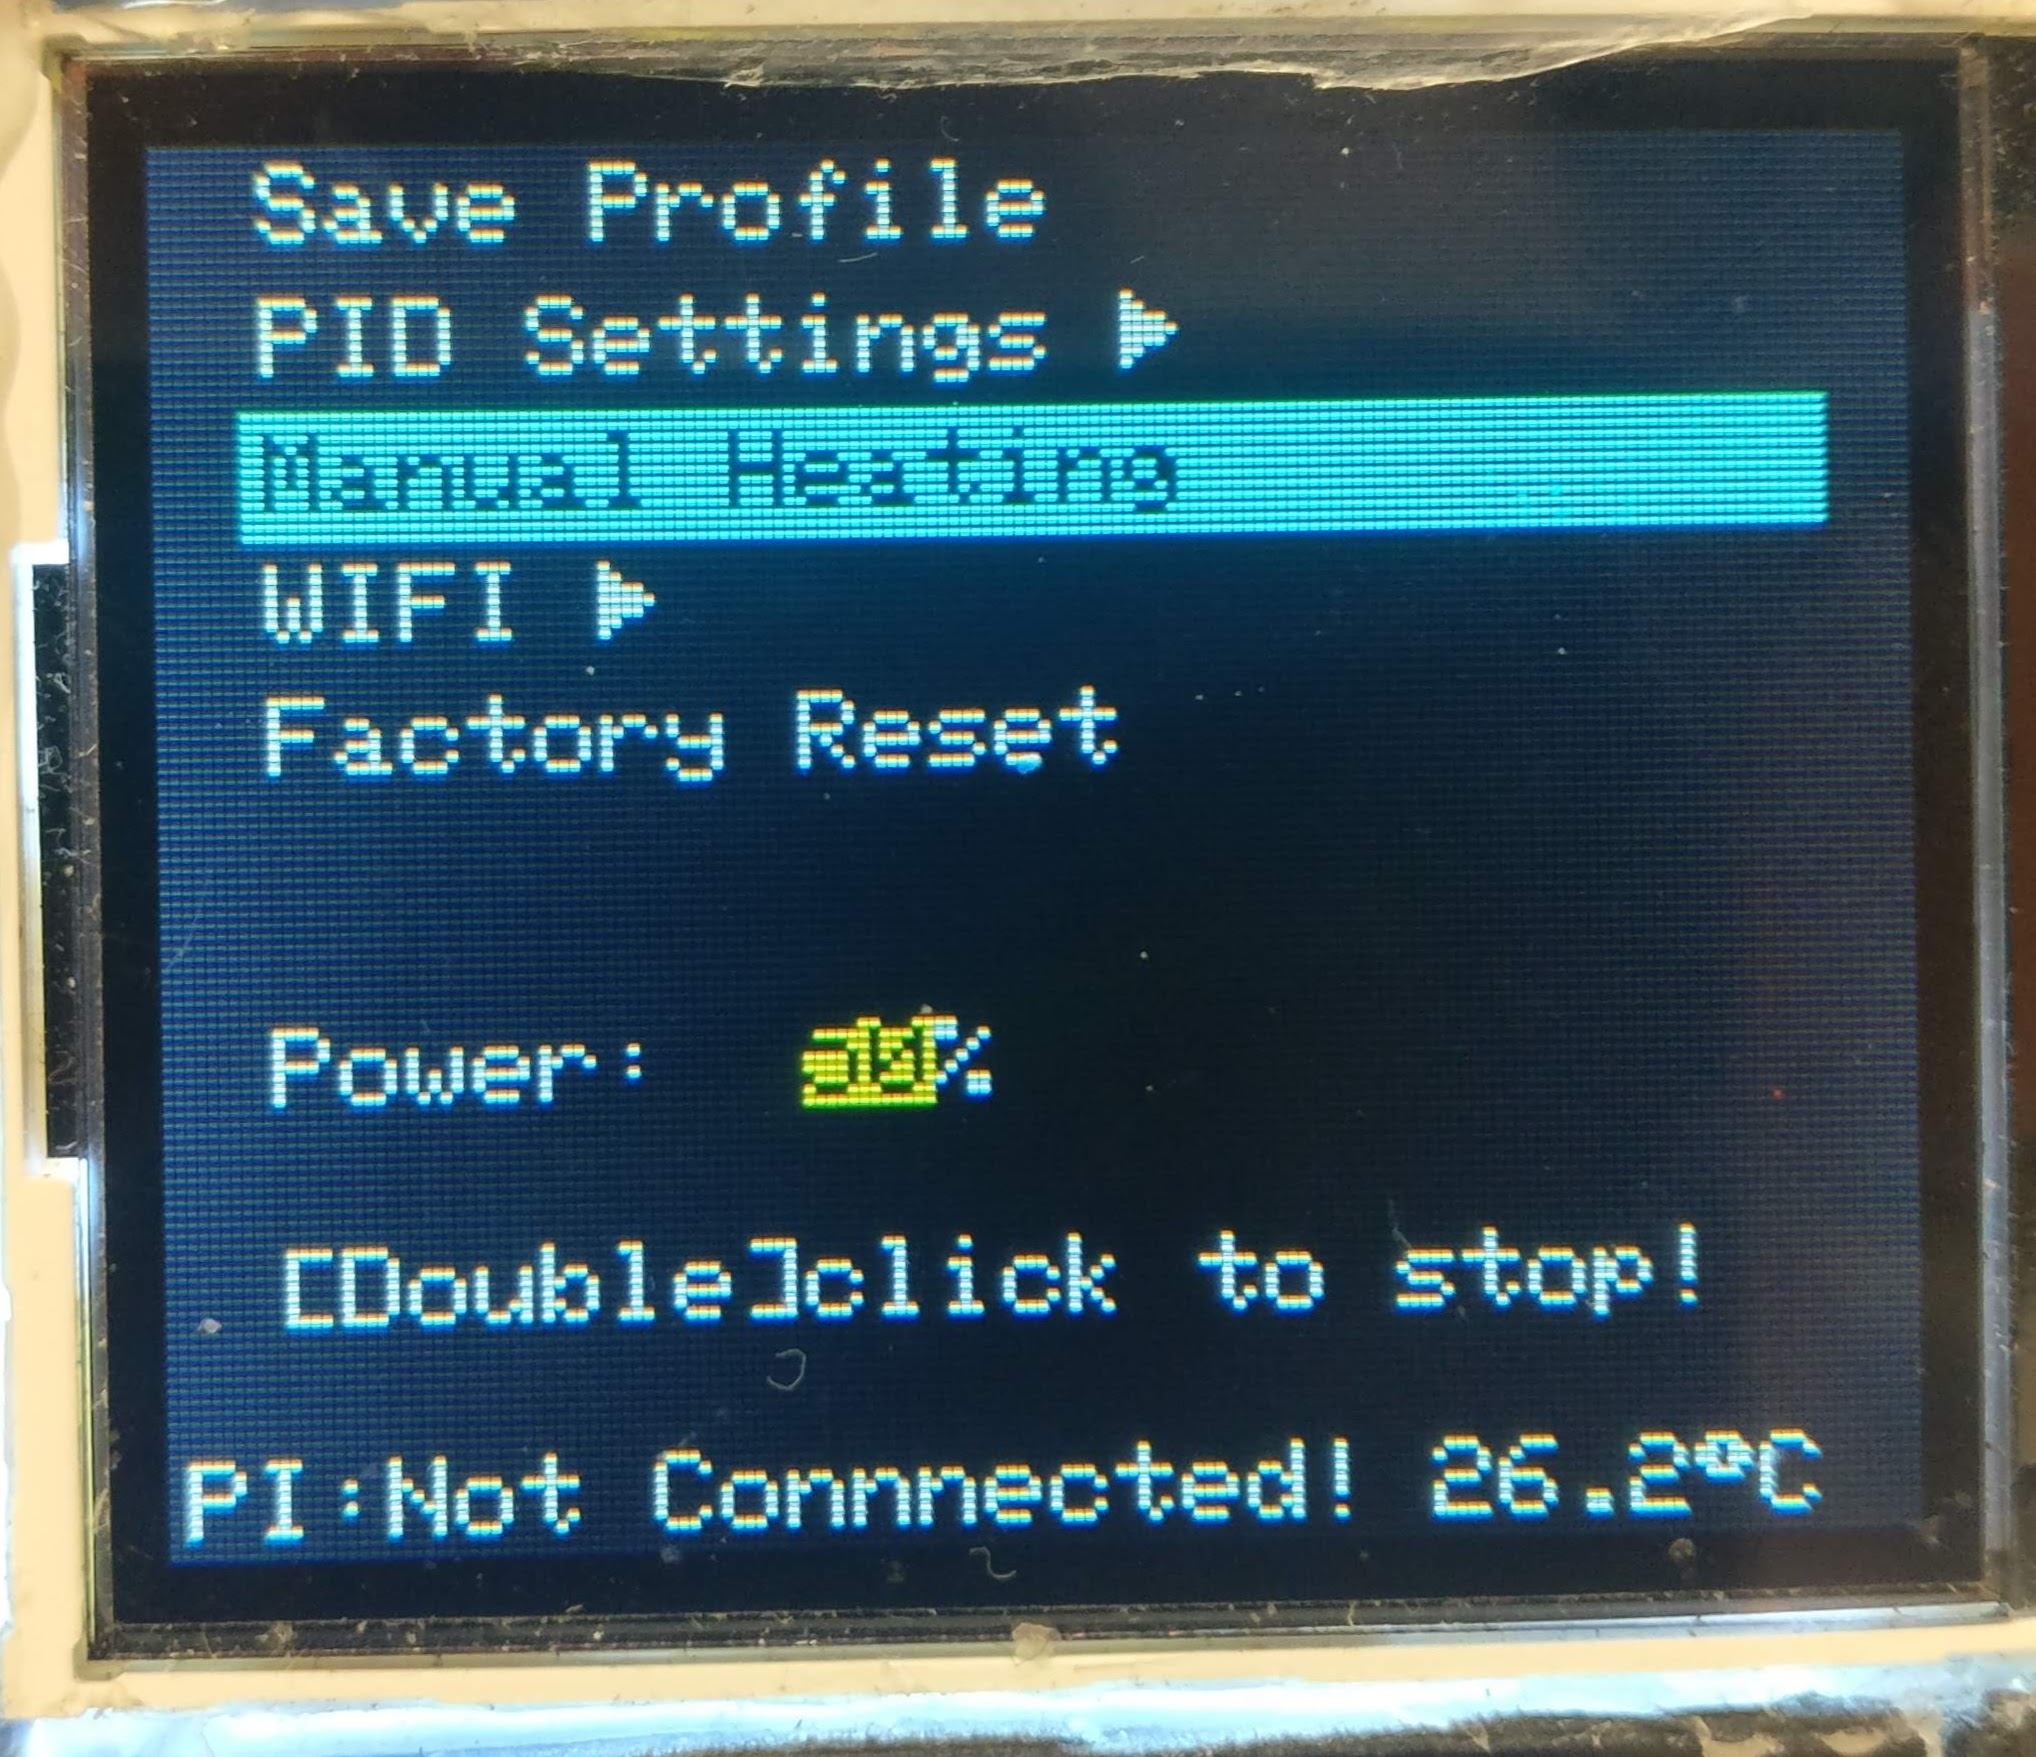 Save Profile
PID Settings ▶
Manual Heating
WIFI ▶
Factory Reset
Power: %
[Double]click to stop!
PI:Not Connnected! 26.2°C